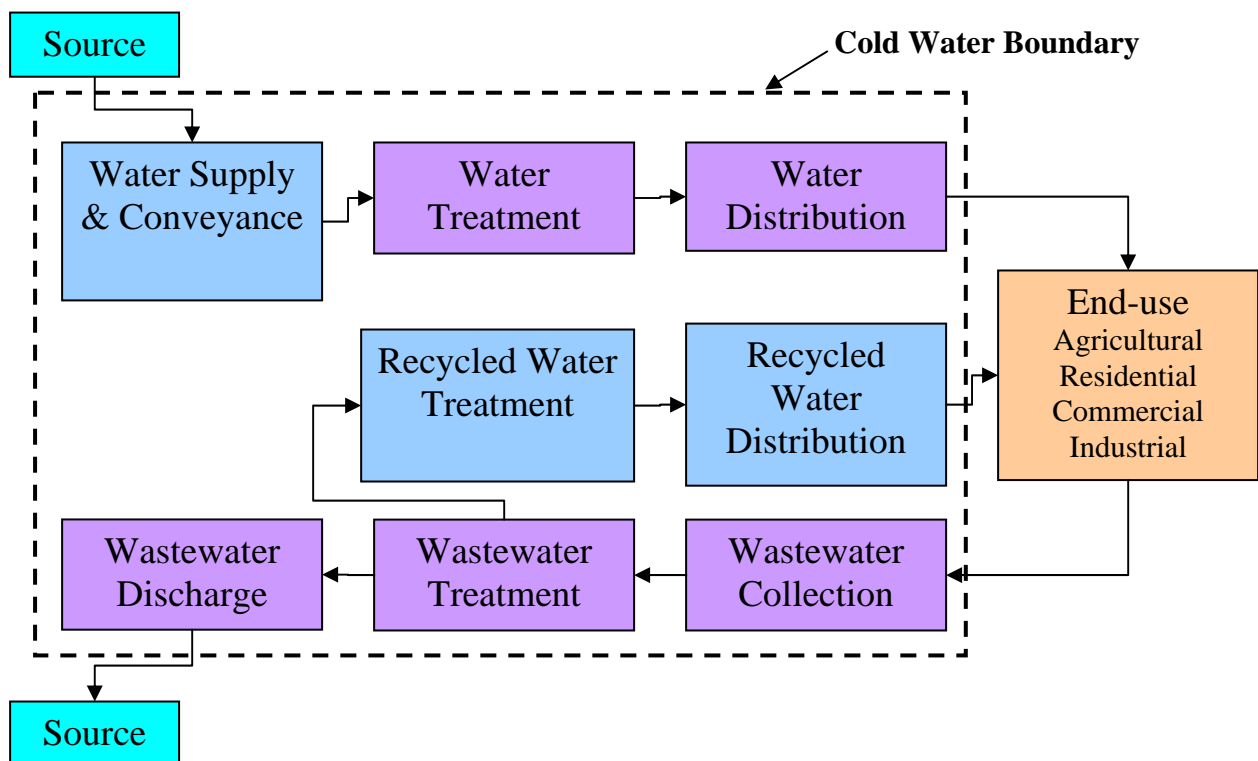 Source
Cold Water Boundary
Water Supply
& Conveyance
Water
Treatment
Water
Distribution
End-use
Agricultural
Residential
Commercial
Industrial
Recycled Water
Treatment
Recycled
Water
Distribution
Wastewater
Discharge
Wastewater
Treatment
Wastewater
Collection
Source